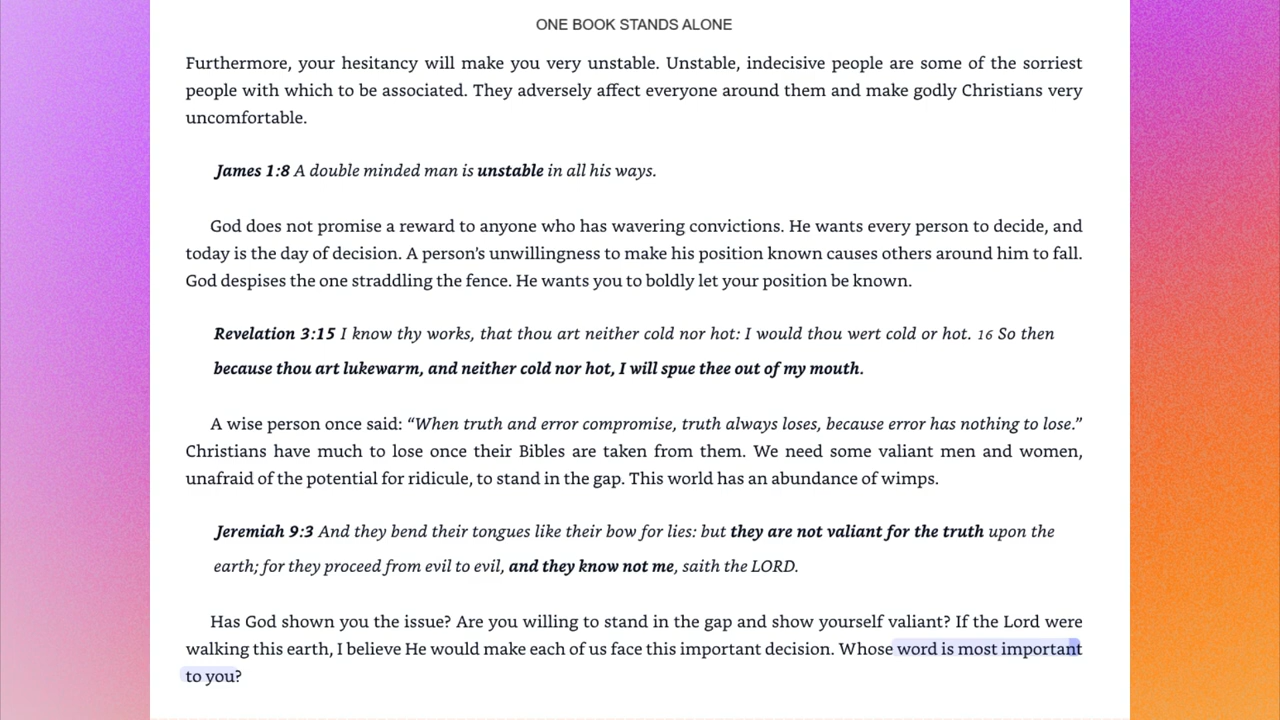 ONE BOOK STANDS ALONE
Furthermore, your hesitancy will make you very unstable. Unstable, indecisive people are some of the sorriest
people with which to be associated. They adversely affect everyone around them and make godly Christians very
uncomfortable.
James 1:8 A double minded man is unstable in all his ways.
God does not promise a reward to anyone who has wavering convictions. He wants every person to decide, and
today is the day of decision. A person’s unwillingness to make his position known causes others around him to fall.
God despises the one straddling the fence. He wants you to boldly let your position be known.
Revelation 3:15 I know thy works, that thou art neither cold nor hot: I would thou wert cold or hot. 16 So then
because thou art lukewarm, and neither cold nor hot, I will spue thee out of my mouth.
A wise person once said: “When truth and error compromise, truth always loses, because error has nothing to lose.”
Christians have much to lose once their Bibles are taken from them. We need some valiant men and women,
unafraid of the potential for ridicule, to stand in the gap. This world has an abundance of wimps.
Jeremiah 9:3 And they bend their tongues like their bow for lies: but they are not valiant for the truth upon the
earth; for they proceed from evil to evil, and they know not me, saith the LORD.
Has God shown you the issue? Are you willing to stand in the gap and show yourself valiant? If the Lord were
walking this earth, I believe He would make each of us face this important decision. Whose word is most important
to you?